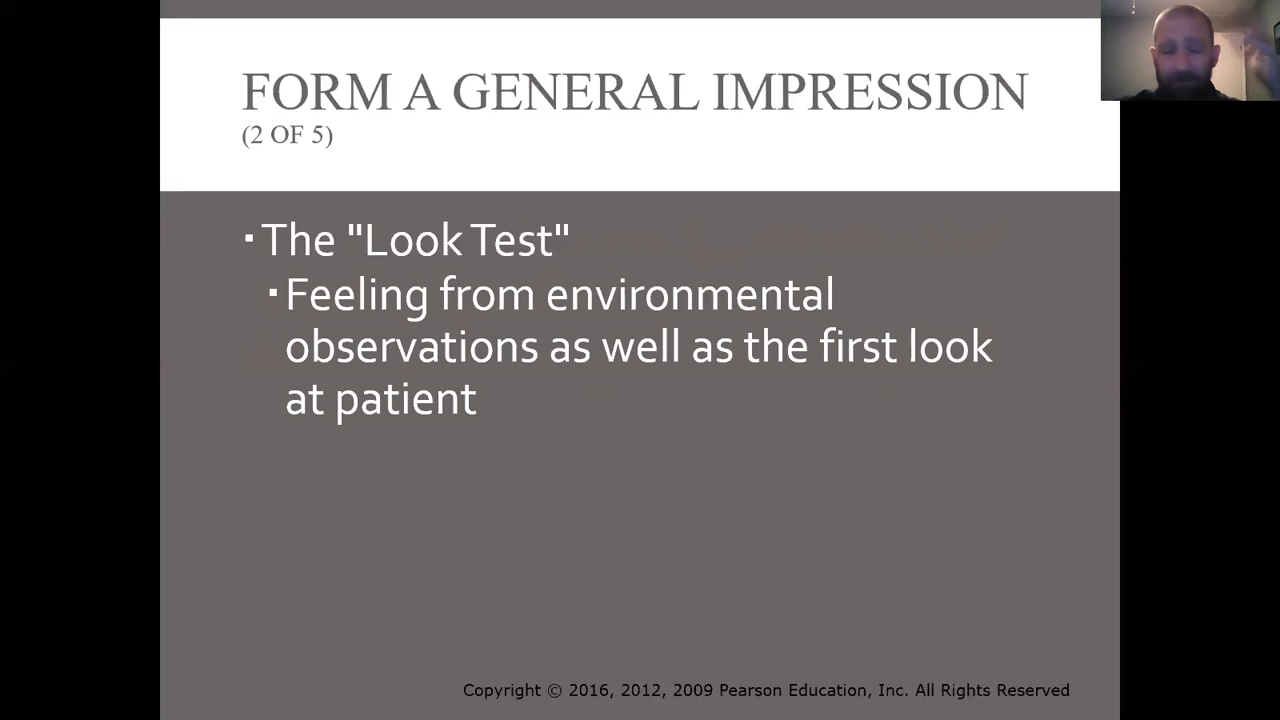 FORM A GENERAL IMPRESSION
(2 OF 5)
▪ The "Look Test"
▪ Feeling from environmental
observations as well as the first look
at patient
Copyright © 2016, 2012, 2009 Pearson Education, Inc. All Rights Reserved